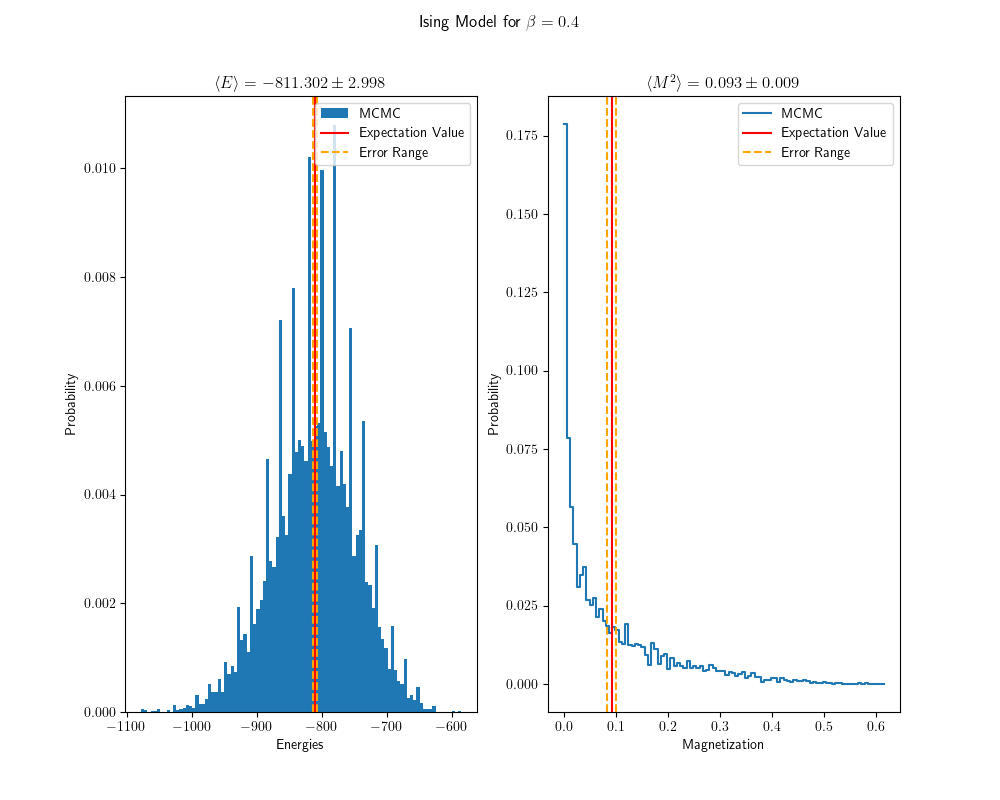 Ising Model for β = 0.4
⟨E⟩ = −811.302 ± 2.998
MCMC
Expectation Value
Error Range
0.010
0.008
0.006
0.004
0.002
0.000
Probability
−1100
−1000
−900
−800
−700
−600
Energies
⟨M²⟩ = 0.093 ± 0.009
MCMC
Expectation Value
Error Range
0.175
0.150
0.125
0.100
0.075
0.050
0.025
0.000
Probability
0.0
0.1
0.2
0.3
0.4
0.5
0.6
Magnetization